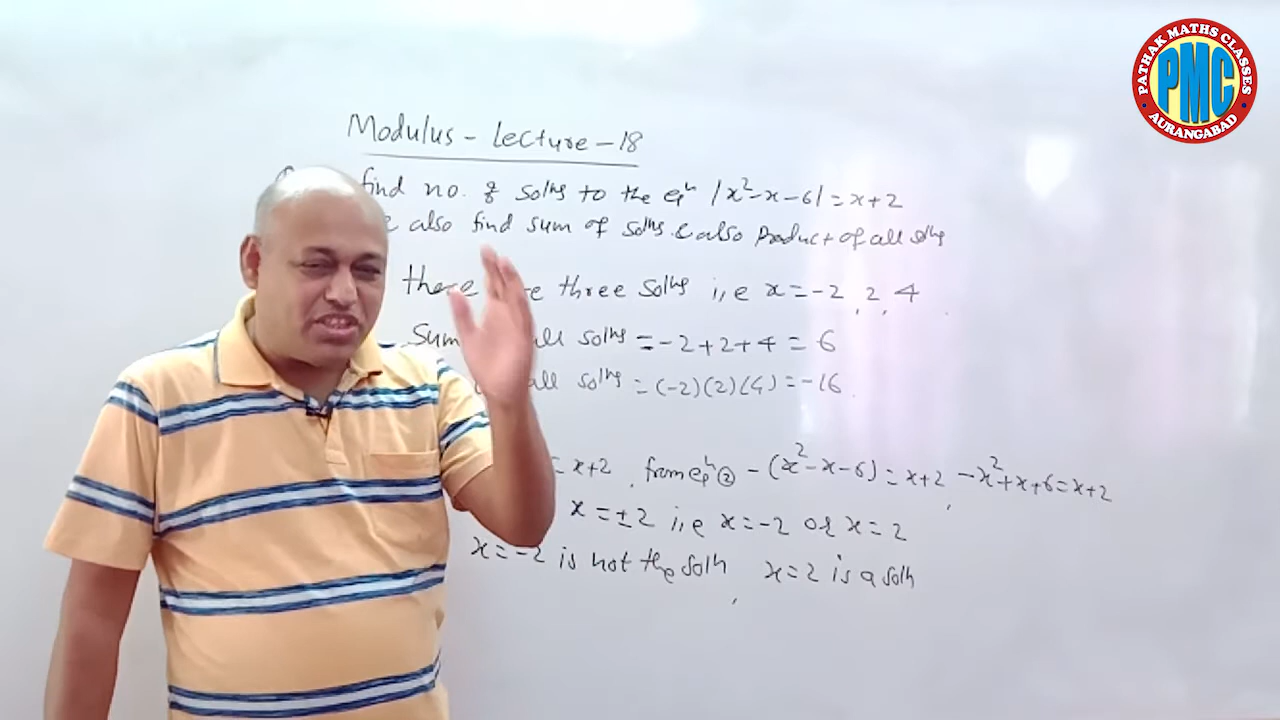 PATHAK MATHS CLASSES
PMC
AURANGABAD
Modulus - Lecture - 18
find no. of solns to the eqn |x²-x-6| = x+2
also find sum of solns & also Product of all solns
there three solns i,e x = -2, 2, 4
Sum all solns = -2+2+4 = 6
all solns = (-2)(2)(4) = -16
= x+2, from eqn ② - (x²-x-6) = x+2, -x²+x+6 = x+2
x = ±2 i,e x = -2 or x = 2
x = -2 is not the soln, x = 2 is a soln